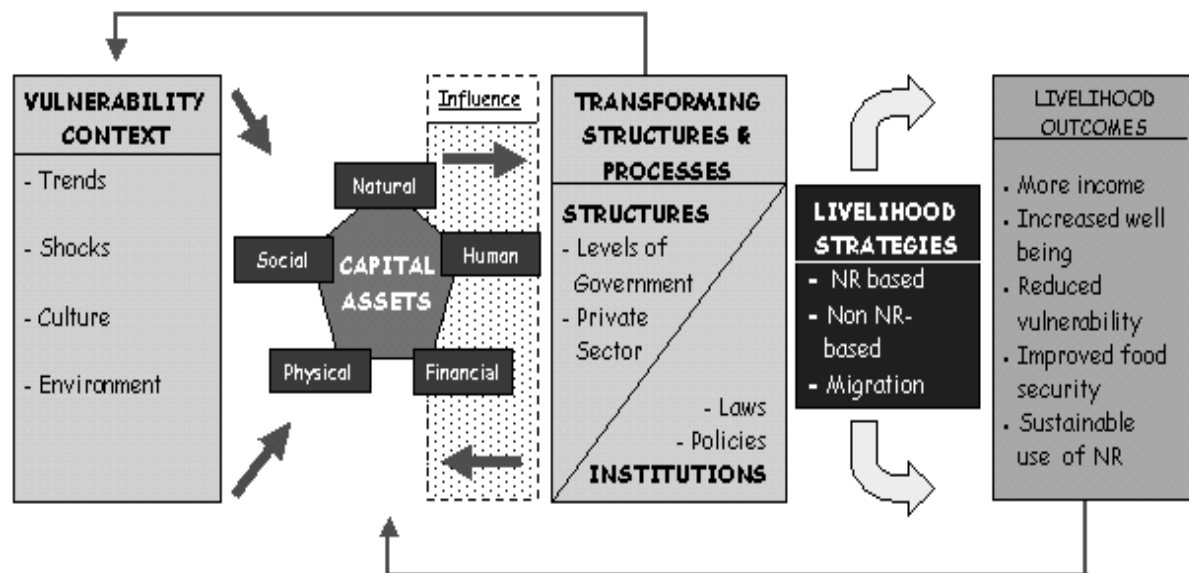 VULNERABILITY
CONTEXT
- Trends
- Shocks
- Culture
- Environment
Natural
Social
Human
CAPITAL
ASSETS
Physical
Financial
Influence
TRANSFORMING
STRUCTURES &
PROCESSES
STRUCTURES
- Levels of
Government
- Private
Sector
- Laws
- Policies
INSTITUTIONS
LIVELIHOOD
STRATEGIES
- NR based
- Non NR-
based
- Migration
LIVELIHOOD
OUTCOMES
• More income
• Increased well
being
• Reduced
vulnerability
• Improved food
security
• Sustainable
use of NR